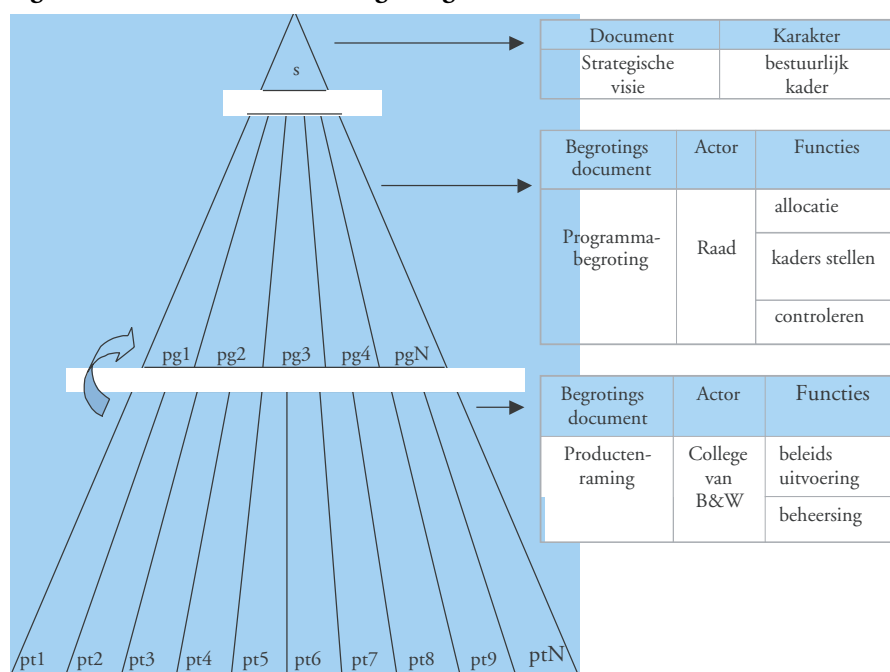 s
Document Karakter
Strategische bestuurlijk
visie kader
Begrotings Actor Functies
document
allocatie
Programma- Raad
begroting kaders stellen
controleren
pg1 pg2 pg3 pg4 pgN
Begrotings Actor Functies
document
Producten- College beleids
raming van uitvoering
B&W
beheersing
pt1 pt2 pt3 pt4 pt5 pt6 pt7 pt8 pt9 ptN